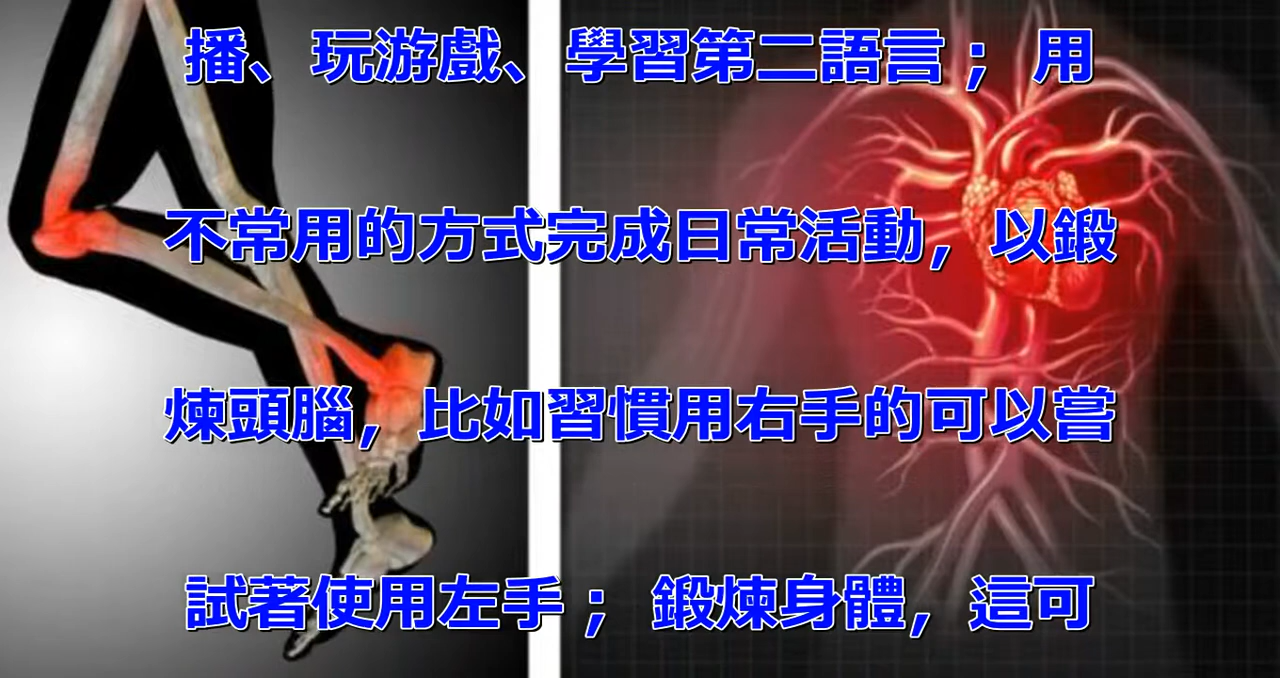 播、玩游戲、學習第二語言；用
不常用的方式完成日常活動，以鍛
煉頭腦，比如習慣用右手的可以嘗
試著使用左手；鍛煉身體，這可